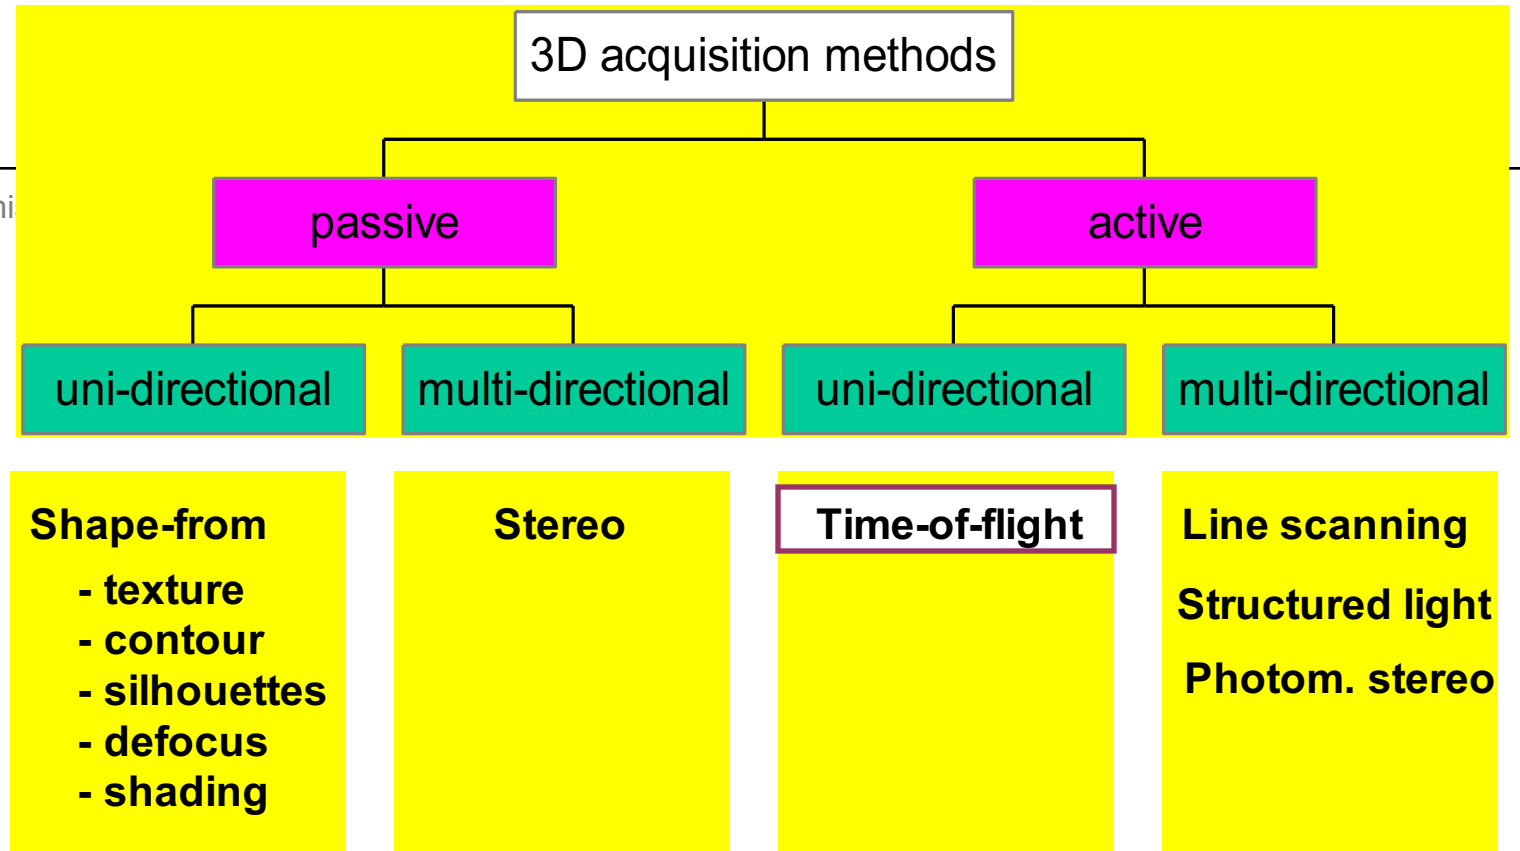 3D acquisition methods
passive
active
uni-directional
multi-directional
uni-directional
multi-directional
Shape-from
- texture
- contour
- silhouettes
- defocus
- shading
Stereo
Time-of-flight
Line scanning
Structured light
Photom. stereo